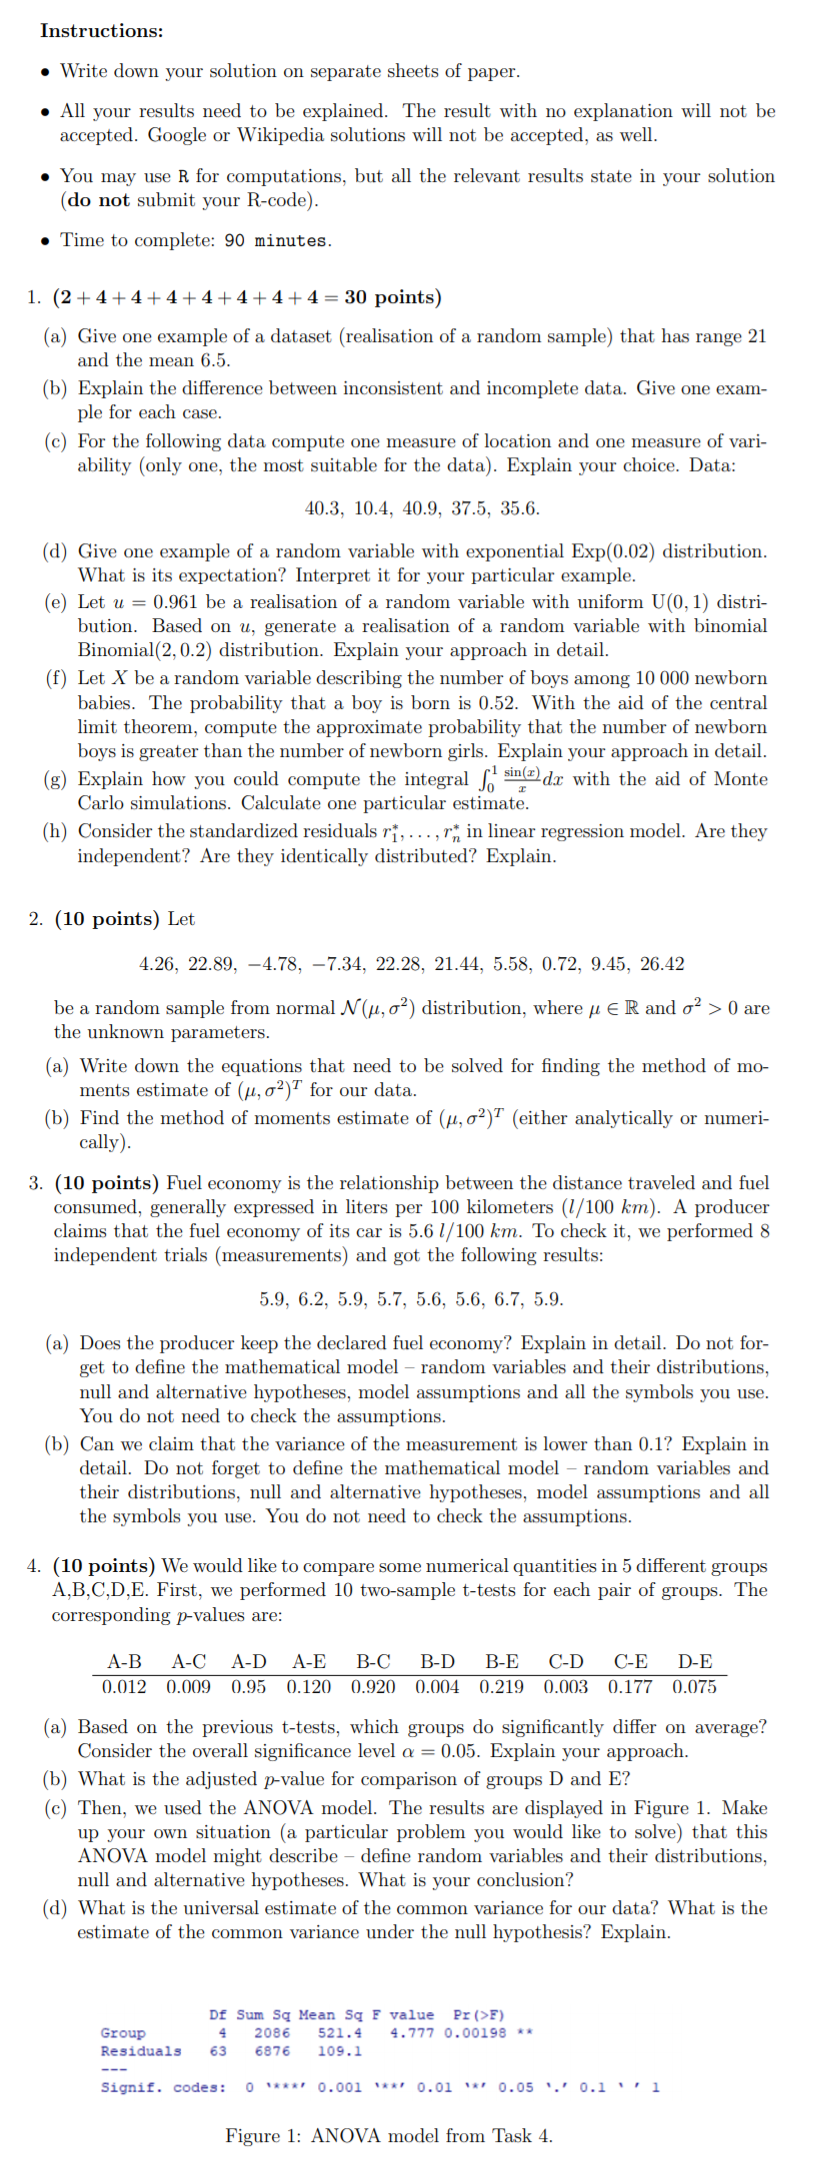 Instructions:
• Write down your solution on separate sheets of paper.
• All your results need to be explained. The result with no explanation will not be
accepted. Google or Wikipedia solutions will not be accepted, as well.
• You may use R for computations, but all the relevant results state in your solution
(do not submit your R-code).
• Time to complete: 90 minutes.
1. (2 + 4 + 4 + 4 + 4 + 4 + 4 + 4 = 30 points)
(a) Give one example of a dataset (realisation of a random sample) that has range 21
and the mean 6.5.
(b) Explain the difference between inconsistent and incomplete data. Give one exam-
ple for each case.
(c) For the following data compute one measure of location and one measure of vari-
ability (only one, the most suitable for the data). Explain your choice. Data:
40.3, 10.4, 40.9, 37.5, 35.6.
(d) Give one example of a random variable with exponential Exp(0.02) distribution.
What is its expectation? Interpret it for your particular example.
(e) Let u = 0.961 be a realisation of a random variable with uniform U(0, 1) distri-
bution. Based on u, generate a realisation of a random variable with binomial
Binomial(2, 0.2) distribution. Explain your approach in detail.
(f) Let X be a random variable describing the number of boys among 10 000 newborn
babies. The probability that a boy is born is 0.52. With the aid of the central
limit theorem, compute the approximate probability that the number of newborn
boys is greater than the number of newborn girls. Explain your approach in detail.
(g) Explain how you could compute the integral ∫₀¹ sin(x)/x dx with the aid of Monte
Carlo simulations. Calculate one particular estimate.
(h) Consider the standardized residuals r₁*, . . . , rₙ* in linear regression model. Are they
independent? Are they identically distributed? Explain.
2. (10 points) Let
4.26, 22.89, −4.78, −7.34, 22.28, 21.44, 5.58, 0.72, 9.45, 26.42
be a random sample from normal N(μ, σ²) distribution, where μ ∈ ℝ and σ² > 0 are
the unknown parameters.
(a) Write down the equations that need to be solved for finding the method of mo-
ments estimate of (μ, σ²)ᵀ for our data.
(b) Find the method of moments estimate of (μ, σ²)ᵀ (either analytically or numeri-
cally).
3. (10 points) Fuel economy is the relationship between the distance traveled and fuel
consumed, generally expressed in liters per 100 kilometers (l/100 km). A producer
claims that the fuel economy of its car is 5.6 l/100 km. To check it, we performed 8
independent trials (measurements) and got the following results:
5.9, 6.2, 5.9, 5.7, 5.6, 5.6, 6.7, 5.9.
(a) Does the producer keep the declared fuel economy? Explain in detail. Do not for-
get to define the mathematical model – random variables and their distributions,
null and alternative hypotheses, model assumptions and all the symbols you use.
You do not need to check the assumptions.
(b) Can we claim that the variance of the measurement is lower than 0.1? Explain in
detail. Do not forget to define the mathematical model – random variables and
their distributions, null and alternative hypotheses, model assumptions and all
the symbols you use. You do not need to check the assumptions.
4. (10 points) We would like to compare some numerical quantities in 5 different groups
A,B,C,D,E. First, we performed 10 two-sample t-tests for each pair of groups. The
corresponding p-values are:
A-B A-C A-D A-E B-C B-D B-E C-D C-E D-E
0.012 0.009 0.95 0.120 0.920 0.004 0.219 0.003 0.177 0.075
(a) Based on the previous t-tests, which groups do significantly differ on average?
Consider the overall significance level α = 0.05. Explain your approach.
(b) What is the adjusted p-value for comparison of groups D and E?
(c) Then, we used the ANOVA model. The results are displayed in Figure 1. Make
up your own situation (a particular problem you would like to solve) that this
ANOVA model might describe – define random variables and their distributions,
null and alternative hypotheses. What is your conclusion?
(d) What is the universal estimate of the common variance for our data? What is the
estimate of the common variance under the null hypothesis? Explain.
Df Sum Sq Mean Sq F value Pr(>F)
Group 4 2086 521.4 4.777 0.00198 **
Residuals 63 6876 109.1
---
Signif. codes: 0 '***' 0.001 '**' 0.01 '*' 0.05 '.' 0.1 ' ' 1
Figure 1: ANOVA model from Task 4.